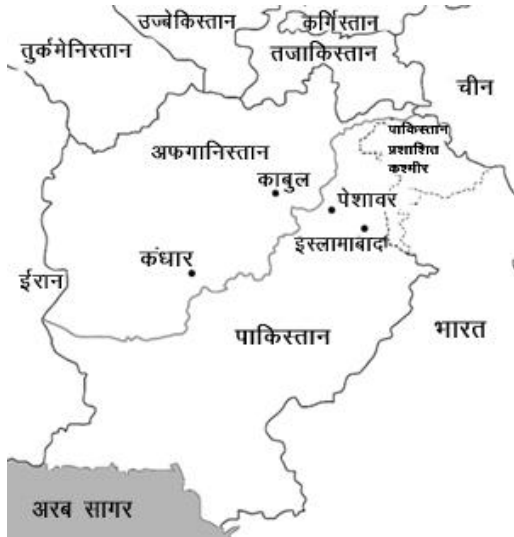 उज्बेकिस्तान
कर्गिस्तान
तुर्कमेनिस्तान
तजाकिस्तान
चीन
पाकिस्तान
प्रशाशित
कश्मीर
अफगानिस्तान
काबुल
पेशावर
इस्लामाबाद
कंधार
ईरान
पाकिस्तान
भारत
अरब सागर